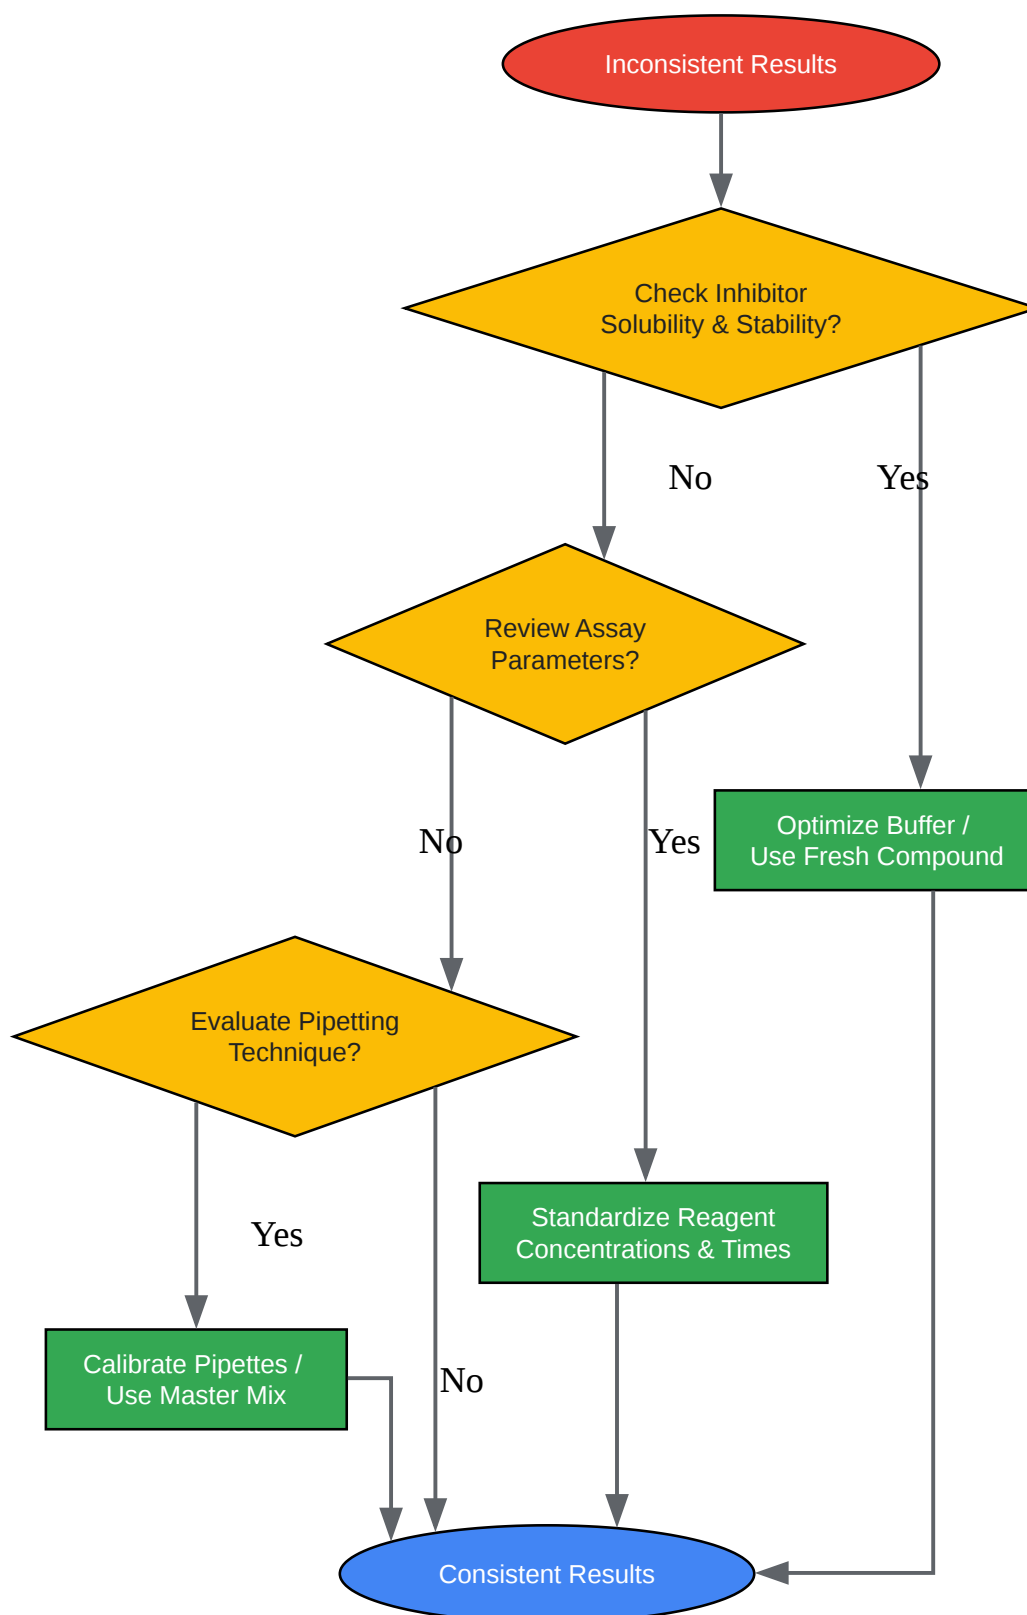 Inconsistent Results
Check Inhibitor
Solubility & Stability?
No
Yes
Review Assay
Parameters?
Optimize Buffer /
Use Fresh Compound
No
Yes
Evaluate Pipetting
Technique?
Standardize Reagent
Concentrations & Times
Yes
Calibrate Pipettes /
Use Master Mix
No
Consistent Results